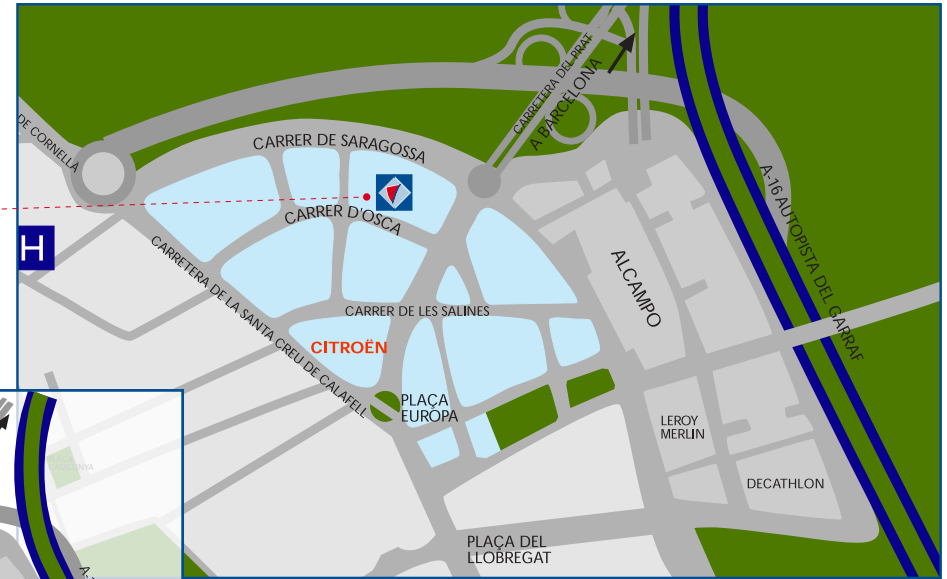 CARRETERA DEL PRAT
A BARCELONA
DE CORNELLA
CARRER DE SARAGOSSA
A-16 AUTOPISTA DEL GARRAF
CARRER D'OSCA
H
CARRETERA DE LA SANTA CREU DE CALAFELL
ALCAMPO
CARRER DE LES SALINES
CITROËN
PLAÇA
EUROPA
LEROY
MERLIN
DECATHLON
PLAÇA DEL
LLOBREGAT